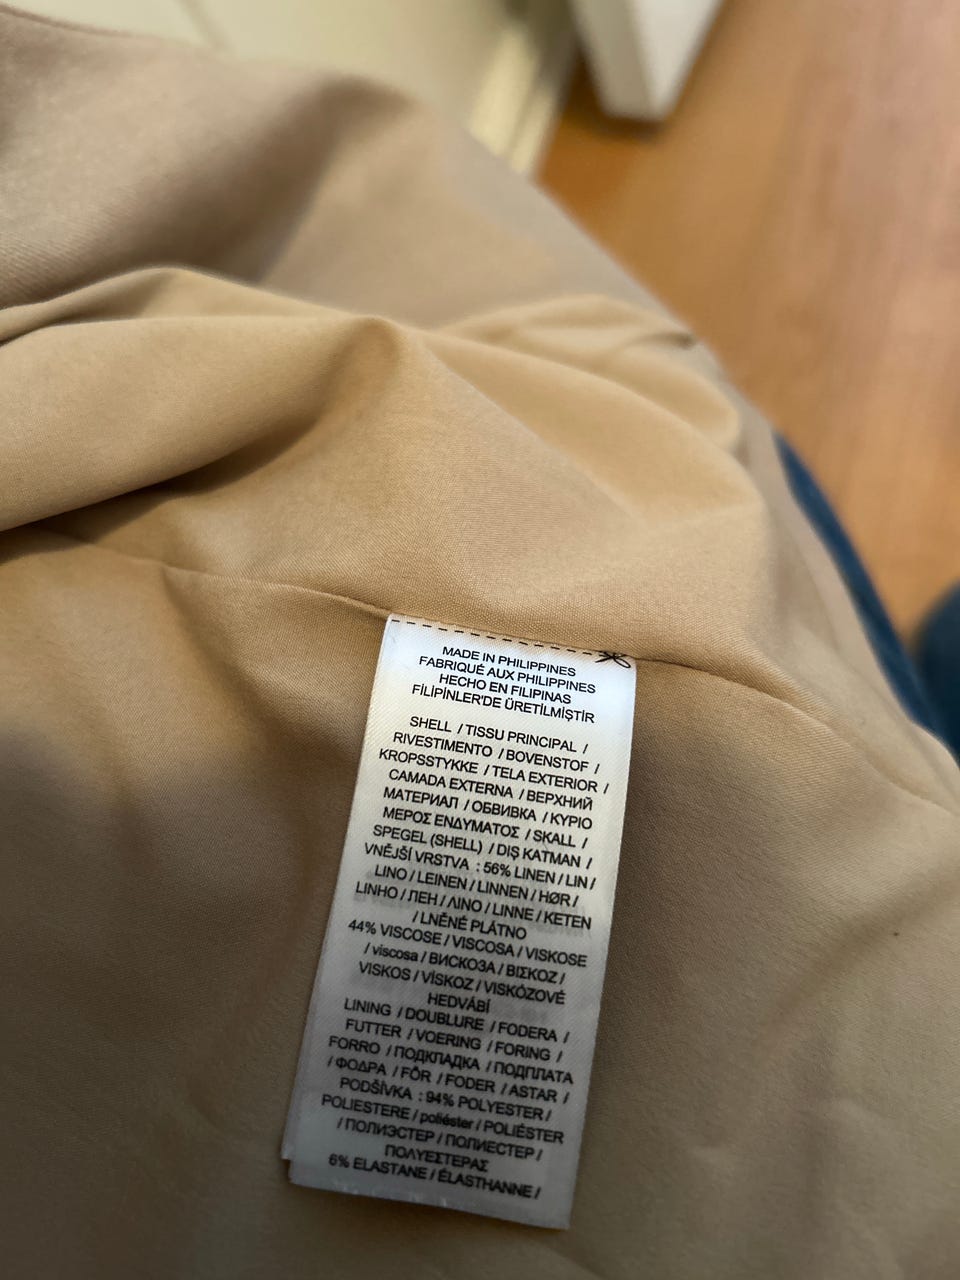 MADE IN PHILIPPINES
FABRIQUÉ AUX PHILIPPINES
HECHO EN FILIPINAS
FİLİPİNLER'DE ÜRETİLMİŞTİR
SHELL / TISSU PRINCIPAL /
RIVESTIMENTO / BOVENSTOF /
KROPSSTYKKE / TELA EXTERIOR /
CAMADA EXTERNA / ВЕРХНИЙ
МАТЕРИАЛ / ОБВИВКА / ΚΥΡΙΟ
ΜΕΡΟΣ ΕΝΔΥΜΑΤΟΣ / SKALL /
SPEGEL (SHELL) / DIŞ KATMAN /
VNĚJŠÍ VRSTVA : 56% LINEN / LIN /
LINO / LEINEN / LINNEN / HØR /
LINHO / ЛЕН / ΛΙΝΟ / LINNE / KETEN
/ LNĚNÉ PLÁTNO
44% VISCOSE / VISCOSA / VISKOSE
/ viscosa / ВИСКОЗА / ΒΙΣΚΟΖ /
VISKOS / VİSKOZ / VISKÓZOVÉ
HEDVÁBÍ
LINING / DOUBLURE / FODERA /
FUTTER / VOERING / FORING /
FORRO / ПОДКЛАДКА / ПОДПЛАТА
/ ΦΟΔΡΑ / FÔR / FODER / ASTAR /
PODŠÍVKA : 94% POLYESTER /
POLIESTERE / poliéster / POLIÉSTER
/ ПОЛИЭСТЕР / ПОЛИЕСТЕР /
ΠΟΛΥΕΣΤΕΡΑΣ
6% ELASTANE / ÉLASTHANNE /